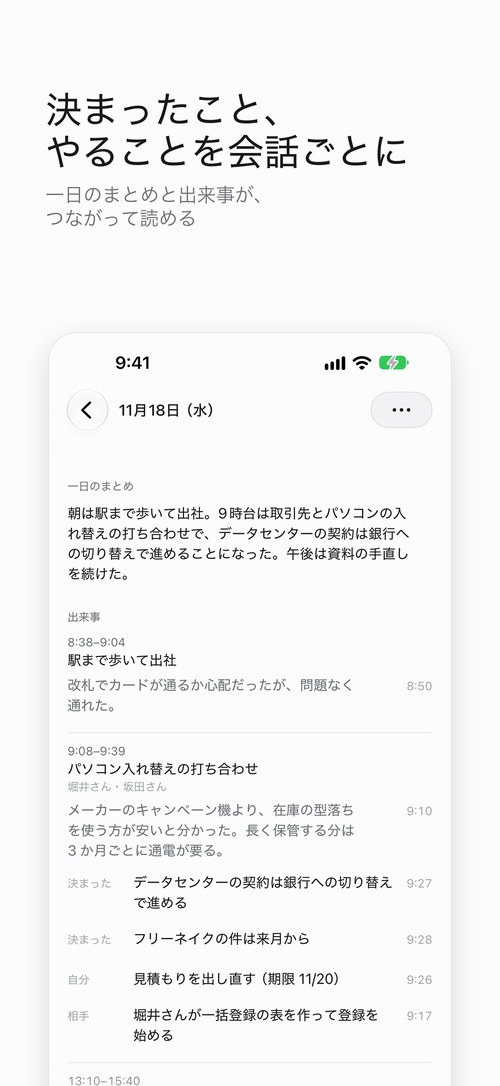 決まったこと、
やることを会話ごとに
一日のまとめと出来事が、
つながって読める
9:41
11月18日（水）
一日のまとめ
朝は駅まで歩いて出社。9時台は取引先とパソコンの入
れ替えの打ち合わせで、データセンターの契約は銀行へ
の切り替えで進めることになった。午後は資料の手直し
を続けた。
出来事
8:38–9:04
駅まで歩いて出社
改札でカードが通るか心配だったが、問題なく 8:50
通れた。
9:08–9:39
パソコン入れ替えの打ち合わせ
堀井さん・坂田さん
メーカーのキャンペーン機より、在庫の型落ち 9:10
を使う方が安いと分かった。長く保管する分は
3か月ごとに通電が要る。
決まった データセンターの契約は銀行への切り替え 9:27
で進める
決まった フリーネイクの件は来月から 9:28
自分 見積もりを出し直す（期限 11/20） 9:26
相手 堀井さんが一括登録の表を作って登録を 9:17
始める
13:10–15:40